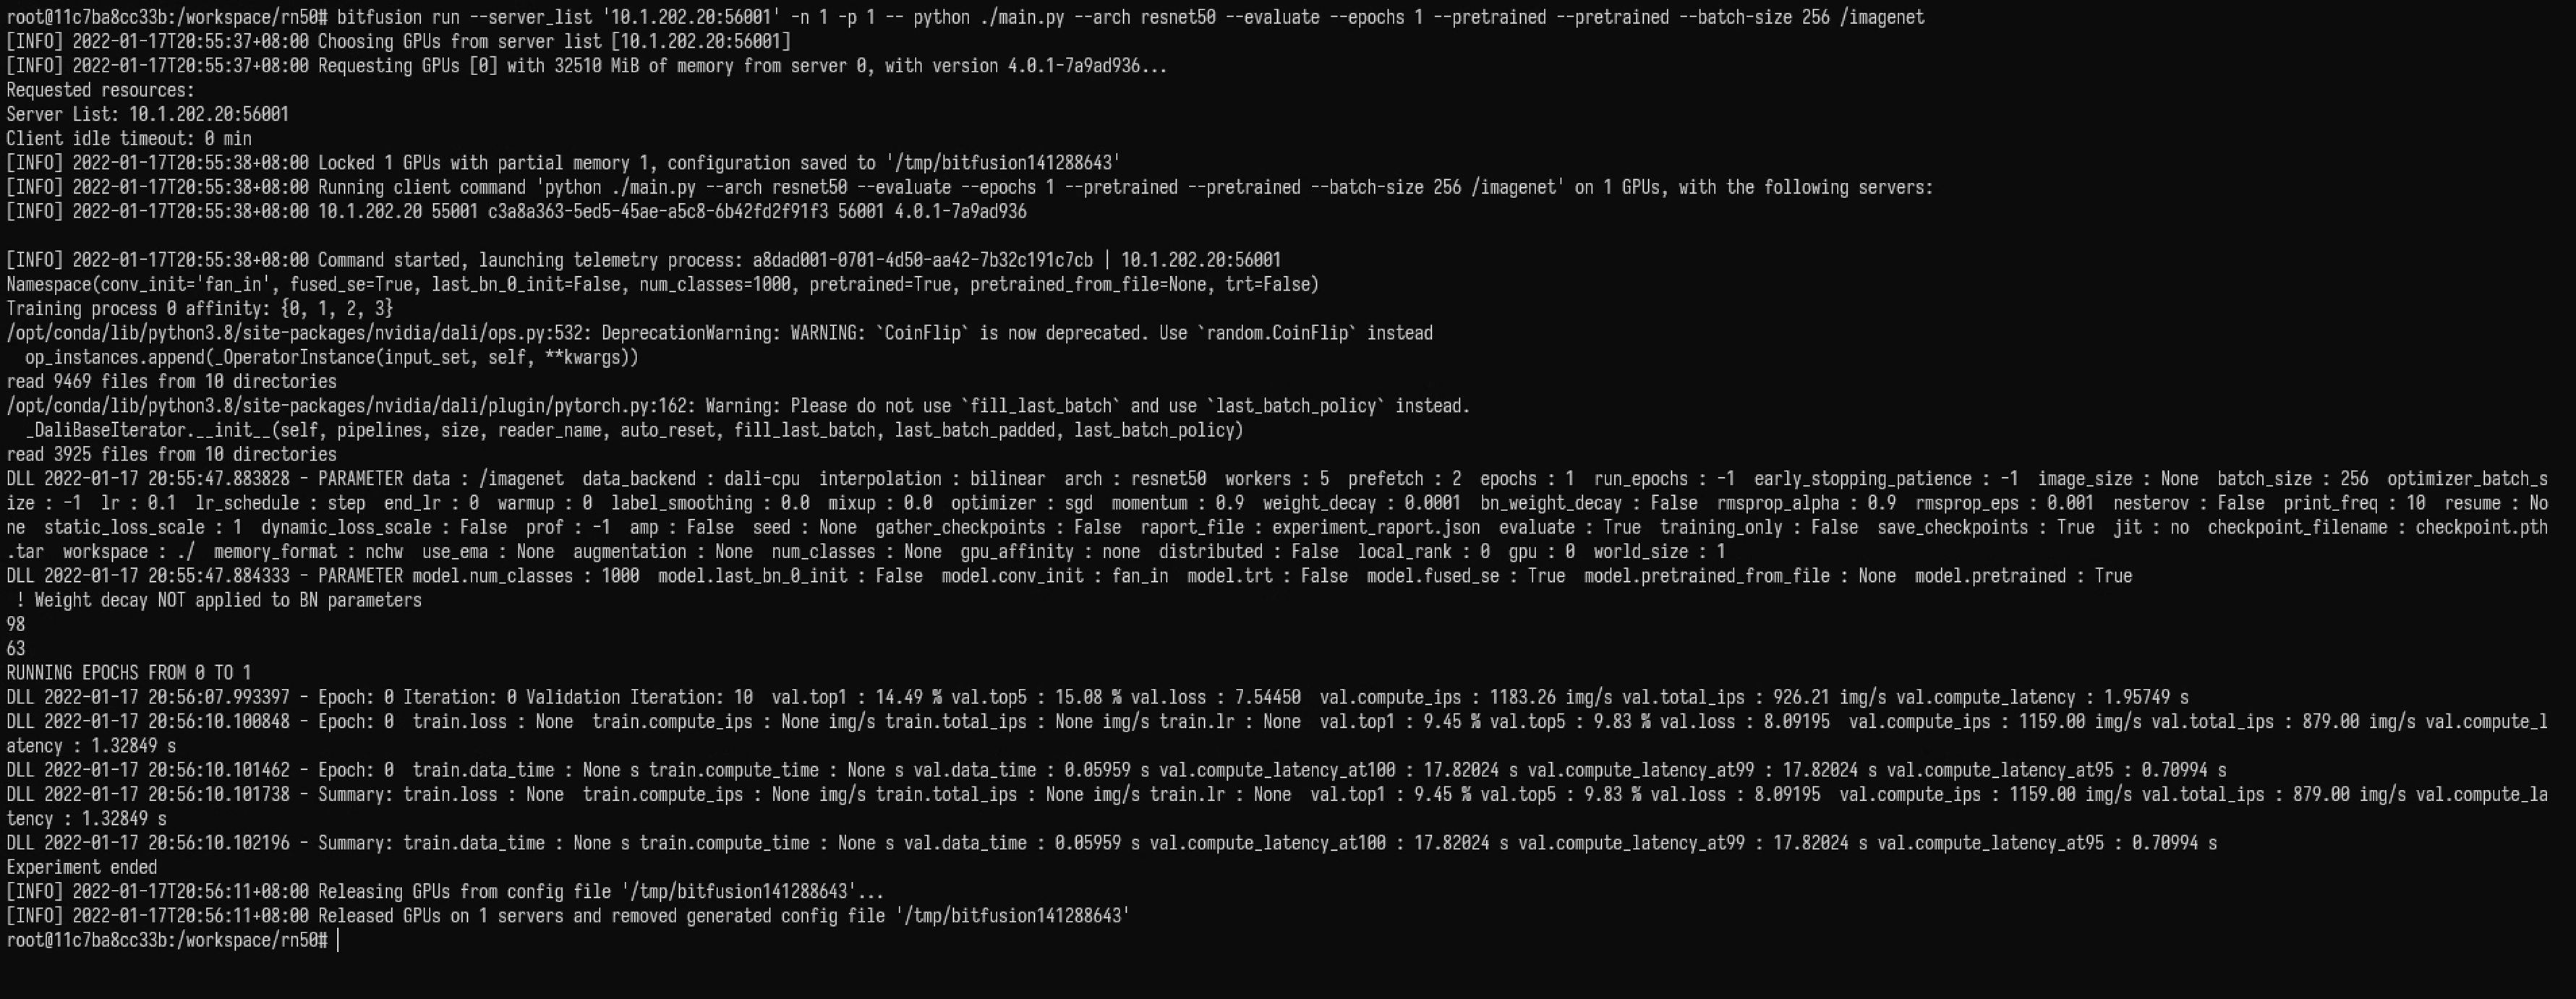 root@11c7ba8cc33b:/workspace/rn50# bitfusion run --server_list '10.1.202.20:56001' -n 1 -p 1 -- python ./main.py --arch resnet50 --evaluate --epochs 1 --pretrained --pretrained --batch-size 256 /imagenet
[INFO] 2022-01-17T20:55:37+08:00 Choosing GPUs from server list [10.1.202.20:56001]
[INFO] 2022-01-17T20:55:37+08:00 Requesting GPUs [0] with 32510 MiB of memory from server 0, with version 4.0.1-7a9ad936...
Requested resources:
Server List: 10.1.202.20:56001
Client idle timeout: 0 min
[INFO] 2022-01-17T20:55:38+08:00 Locked 1 GPUs with partial memory 1, configuration saved to '/tmp/bitfusion141288643'
[INFO] 2022-01-17T20:55:38+08:00 Running client command 'python ./main.py --arch resnet50 --evaluate --epochs 1 --pretrained --pretrained --batch-size 256 /imagenet' on 1 GPUs, with the following servers:
[INFO] 2022-01-17T20:55:38+08:00 10.1.202.20 55001 c3a8a363-5ed5-45ae-a5c8-6b42fd2f91f3 56001 4.0.1-7a9ad936
[INFO] 2022-01-17T20:55:38+08:00 Command started, launching telemetry process: a8dad001-0701-4d50-aa42-7b32c191c7cb | 10.1.202.20:56001
Namespace(conv_init='fan_in', fused_se=True, last_bn_0_init=False, num_classes=1000, pretrained=True, pretrained_from_file=None, trt=False)
Training process 0 affinity: {0, 1, 2, 3}
/opt/conda/lib/python3.8/site-packages/nvidia/dali/ops.py:532: DeprecationWarning: WARNING: `CoinFlip` is now deprecated. Use `random.CoinFlip` instead
  op_instances.append(_OperatorInstance(input_set, self, **kwargs))
read 9469 files from 10 directories
/opt/conda/lib/python3.8/site-packages/nvidia/dali/plugin/pytorch.py:162: Warning: Please do not use `fill_last_batch` and use `last_batch_policy` instead.
  _DaliBaseIterator.__init__(self, pipelines, size, reader_name, auto_reset, fill_last_batch, last_batch_padded, last_batch_policy)
read 3925 files from 10 directories
DLL 2022-01-17 20:55:47.883828 - PARAMETER data : /imagenet  data_backend : dali-cpu  interpolation : bilinear  arch : resnet50  workers : 5  prefetch : 2  epochs : 1  run_epochs : -1  early_stopping_patience : -1  image_size : None  batch_size : 256  optimizer_batch_s
ize : -1  lr : 0.1  lr_schedule : step  end_lr : 0  warmup : 0  label_smoothing : 0.0  mixup : 0.0  optimizer : sgd  momentum : 0.9  weight_decay : 0.0001  bn_weight_decay : False  rmsprop_alpha : 0.9  rmsprop_eps : 0.001  nesterov : False  print_freq : 10  resume : No
ne  static_loss_scale : 1  dynamic_loss_scale : False  prof : -1  amp : False  seed : None  gather_checkpoints : False  raport_file : experiment_raport.json  evaluate : True  training_only : False  save_checkpoints : True  jit : no  checkpoint_filename : checkpoint.pth
.tar  workspace : ./  memory_format : nchw  use_ema : None  augmentation : None  num_classes : None  gpu_affinity : none  distributed : False  local_rank : 0  gpu : 0  world_size : 1
DLL 2022-01-17 20:55:47.884333 - PARAMETER model.num_classes : 1000  model.last_bn_0_init : False  model.conv_init : fan_in  model.trt : False  model.fused_se : True  model.pretrained_from_file : None  model.pretrained : True
 ! Weight decay NOT applied to BN parameters
98
63
RUNNING EPOCHS FROM 0 TO 1
DLL 2022-01-17 20:56:07.993397 - Epoch: 0 Iteration: 0 Validation Iteration: 10  val.top1 : 14.49 % val.top5 : 15.08 % val.loss : 7.54450  val.compute_ips : 1183.26 img/s val.total_ips : 926.21 img/s val.compute_latency : 1.95749 s
DLL 2022-01-17 20:56:10.100848 - Epoch: 0  train.loss : None  train.compute_ips : None img/s train.total_ips : None img/s train.lr : None  val.top1 : 9.45 % val.top5 : 9.83 % val.loss : 8.09195  val.compute_ips : 1159.00 img/s val.total_ips : 879.00 img/s val.compute_l
atency : 1.32849 s
DLL 2022-01-17 20:56:10.101462 - Epoch: 0  train.data_time : None s train.compute_time : None s val.data_time : 0.05959 s val.compute_latency_at100 : 17.82024 s val.compute_latency_at99 : 17.82024 s val.compute_latency_at95 : 0.70994 s
DLL 2022-01-17 20:56:10.101738 - Summary: train.loss : None  train.compute_ips : None img/s train.total_ips : None img/s train.lr : None  val.top1 : 9.45 % val.top5 : 9.83 % val.loss : 8.09195  val.compute_ips : 1159.00 img/s val.total_ips : 879.00 img/s val.compute_la
tency : 1.32849 s
DLL 2022-01-17 20:56:10.102196 - Summary: train.data_time : None s train.compute_time : None s val.data_time : 0.05959 s val.compute_latency_at100 : 17.82024 s val.compute_latency_at99 : 17.82024 s val.compute_latency_at95 : 0.70994 s
Experiment ended
[INFO] 2022-01-17T20:56:11+08:00 Releasing GPUs from config file '/tmp/bitfusion141288643'...
[INFO] 2022-01-17T20:56:11+08:00 Released GPUs on 1 servers and removed generated config file '/tmp/bitfusion141288643'
root@11c7ba8cc33b:/workspace/rn50#